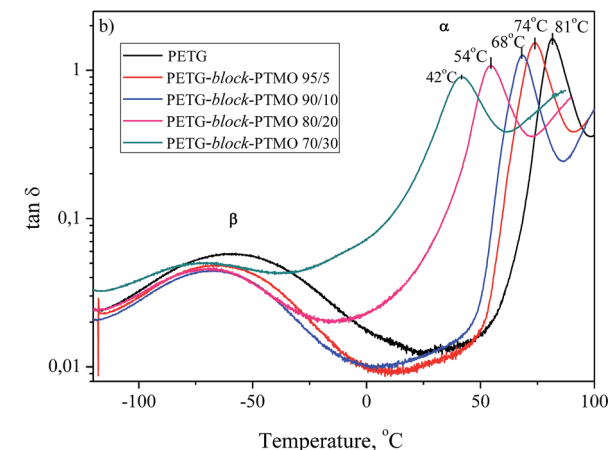 b)
α
74°C
81°C
68°C
54°C
42°C
PETG
PETG-block-PTMO 95/5
PETG-block-PTMO 90/10
PETG-block-PTMO 80/20
PETG-block-PTMO 70/30
β
tan δ
1
0,1
0,01
-100
-50
0
50
100
Temperature, °C